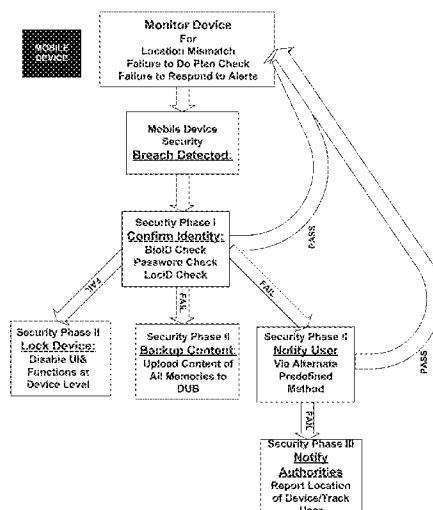 MOBILE
DEVICE
Monitor Device
For
Location Mismatch
Failure to Do Plan Check
Failure to Respond to Alerts
Mobile Device
Security
Breach Detected:
Security Phase I
Confirm Identity:
BioID Check
Password Check
LocID Check
PASS
FAIL
FAIL
FAIL
PASS
Security Phase II
Lock Device:
Disable UI&
Functions at
Device Level
Security Phase II
Backup Content:
Upload Content of
All Memories to
DUB
Security Phase II
Notify User
Via Alternate
Predefined
Method
FAIL
Security Phase III
Notify
Authorities
Report Location
of Device/Track
User